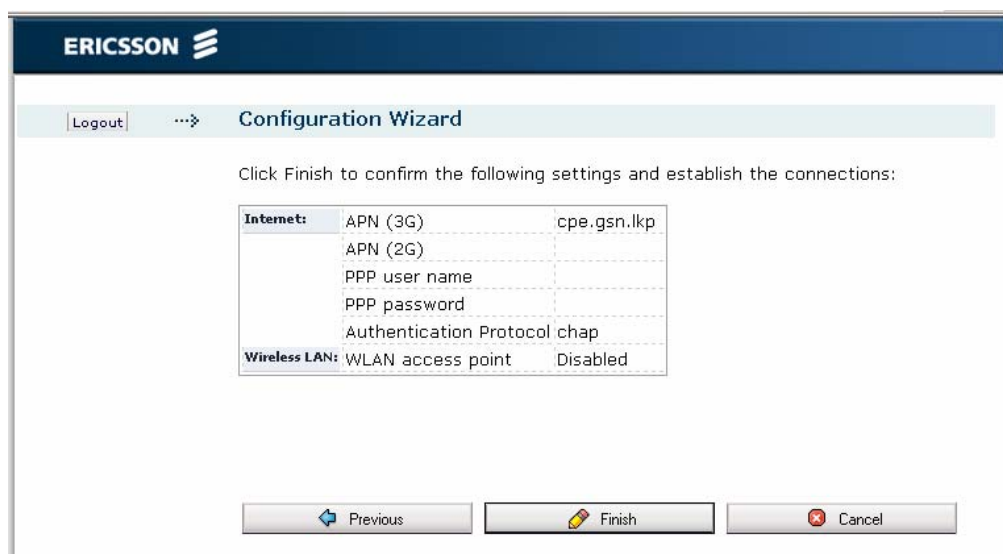 ERICSSON
Logout
Configuration Wizard
Click Finish to confirm the following settings and establish the connections:
Internet: APN (3G) cpe.gsn.lkp
APN (2G)
PPP user name
PPP password
Authentication Protocol chap
Wireless LAN: WLAN access point Disabled
Previous Finish Cancel